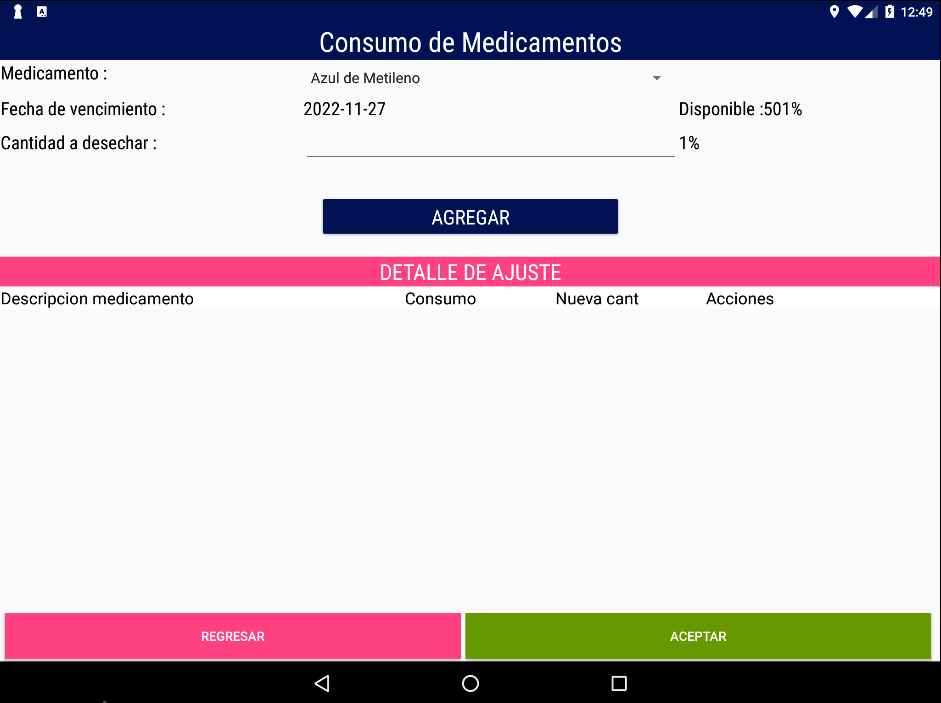 12:49
Consumo de Medicamentos
Medicamento :
Azul de Metileno
Fecha de vencimiento :
2022-11-27
Disponible :501%
Cantidad a desechar :
1%
AGREGAR
DETALLE DE AJUSTE
Descripcion medicamento Consumo Nueva cant Acciones
REGRESAR
ACEPTAR